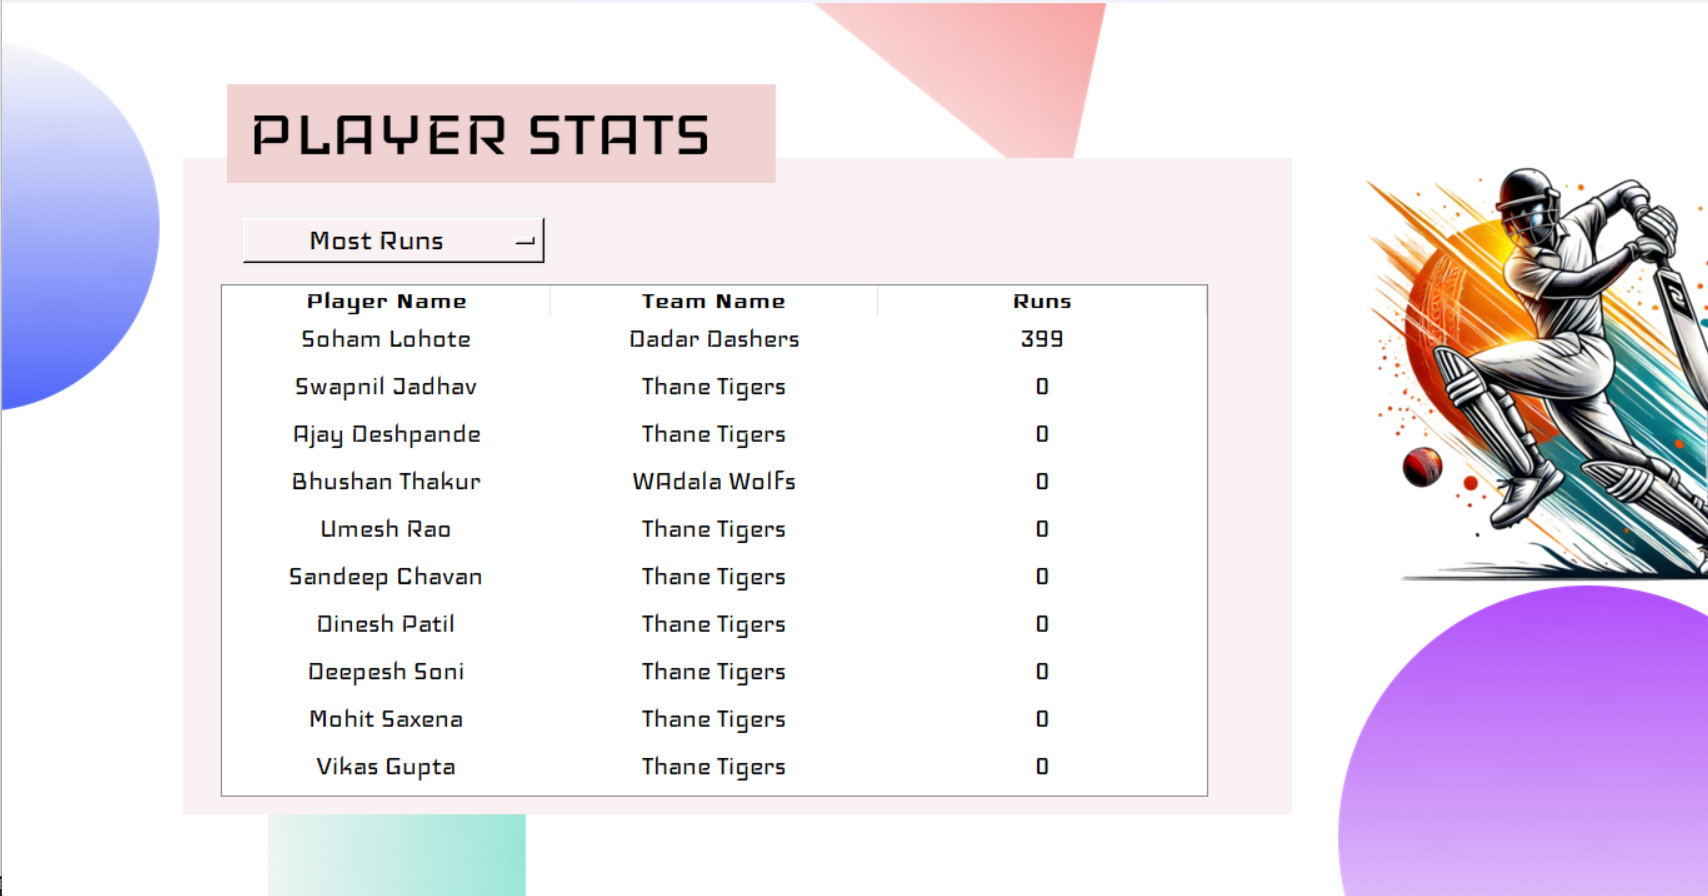 PLAYER STATS
Most Runs
Player Name Team Name Runs
Soham Lohote Dadar Dashers 399
Swapnil Jadhav Thane Tigers 0
Ajay Deshpande Thane Tigers 0
Bhushan Thakur WAdala Wolfs 0
Umesh Rao Thane Tigers 0
Sandeep Chavan Thane Tigers 0
Dinesh Patil Thane Tigers 0
Deepesh Soni Thane Tigers 0
Mohit Saxena Thane Tigers 0
Vikas Gupta Thane Tigers 0